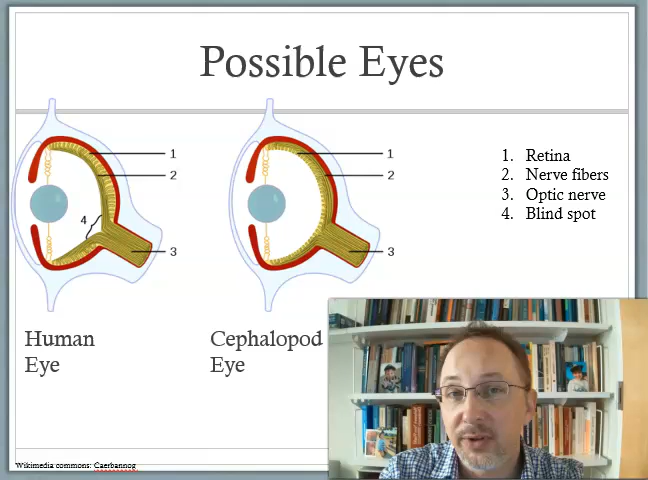 Possible Eyes
1
2
4
3
1
2
3
1. Retina
2. Nerve fibers
3. Optic nerve
4. Blind spot
Human
Eye
Cephalopod
Eye
Wikimedia commons: Caerbannog